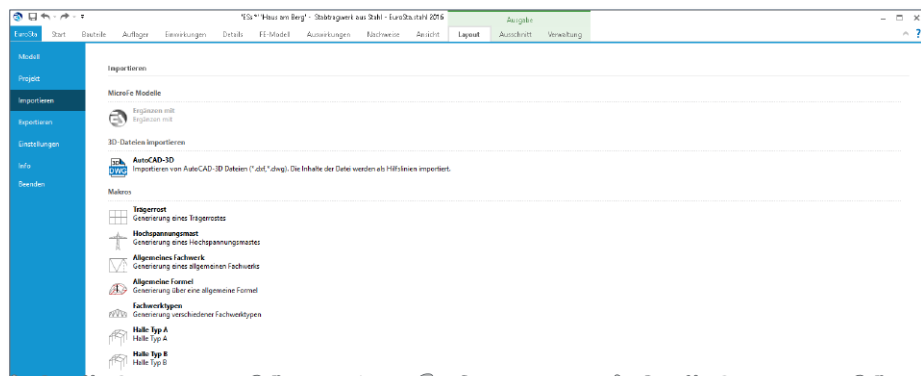 'Haus am Berg' - Stabtragwerk aus Stahl - EuroSta.stahl 2016
Ausgabe
EuroSta Start Bauteile Auflager Einwirkungen Details FE-Modell Auswirkungen Nachweise Ansicht Layout Ausschnitt Verwaltung
Modell
Projekt
Importieren
Exportieren
Einstellungen
Info
Beenden
Importieren
MicroFe Modelle
Ergänzen mit
Ergänzen mit
3D-Dateien importieren
AutoCAD-3D
Importieren von AutoCAD-3D Dateien (*.dxf,*.dwg). Die Inhalte der Datei werden als Hilfslinien importiert.
Makros
Trägerrost
Generierung eines Trägerrostes
Hochspannungsmast
Generierung eines Hochspannungsmastes
Allgemeines Fachwerk
Generierung eines allgemeinen Fachwerks
Allgemeine Formel
Generierung über eine allgemeine Formel
Fachwerktypen
Generierung verschiedener Fachwerktypen
Halle Typ A
Halle Typ A
Halle Typ B
Halle Typ B